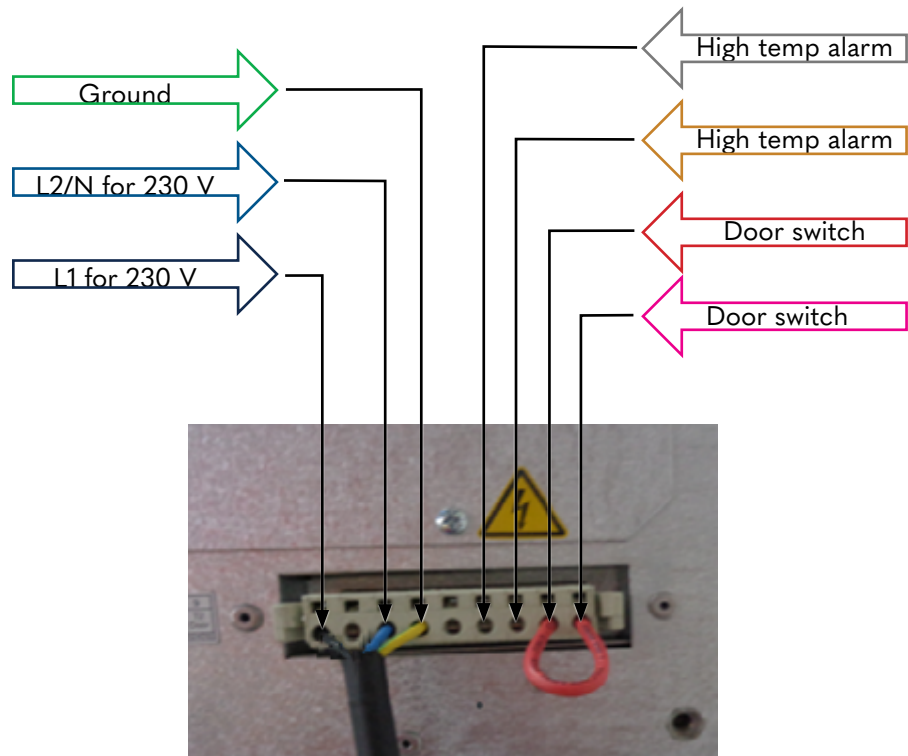 Ground
L2/N for 230 V
L1 for 230 V
High temp alarm
High temp alarm
Door switch
Door switch